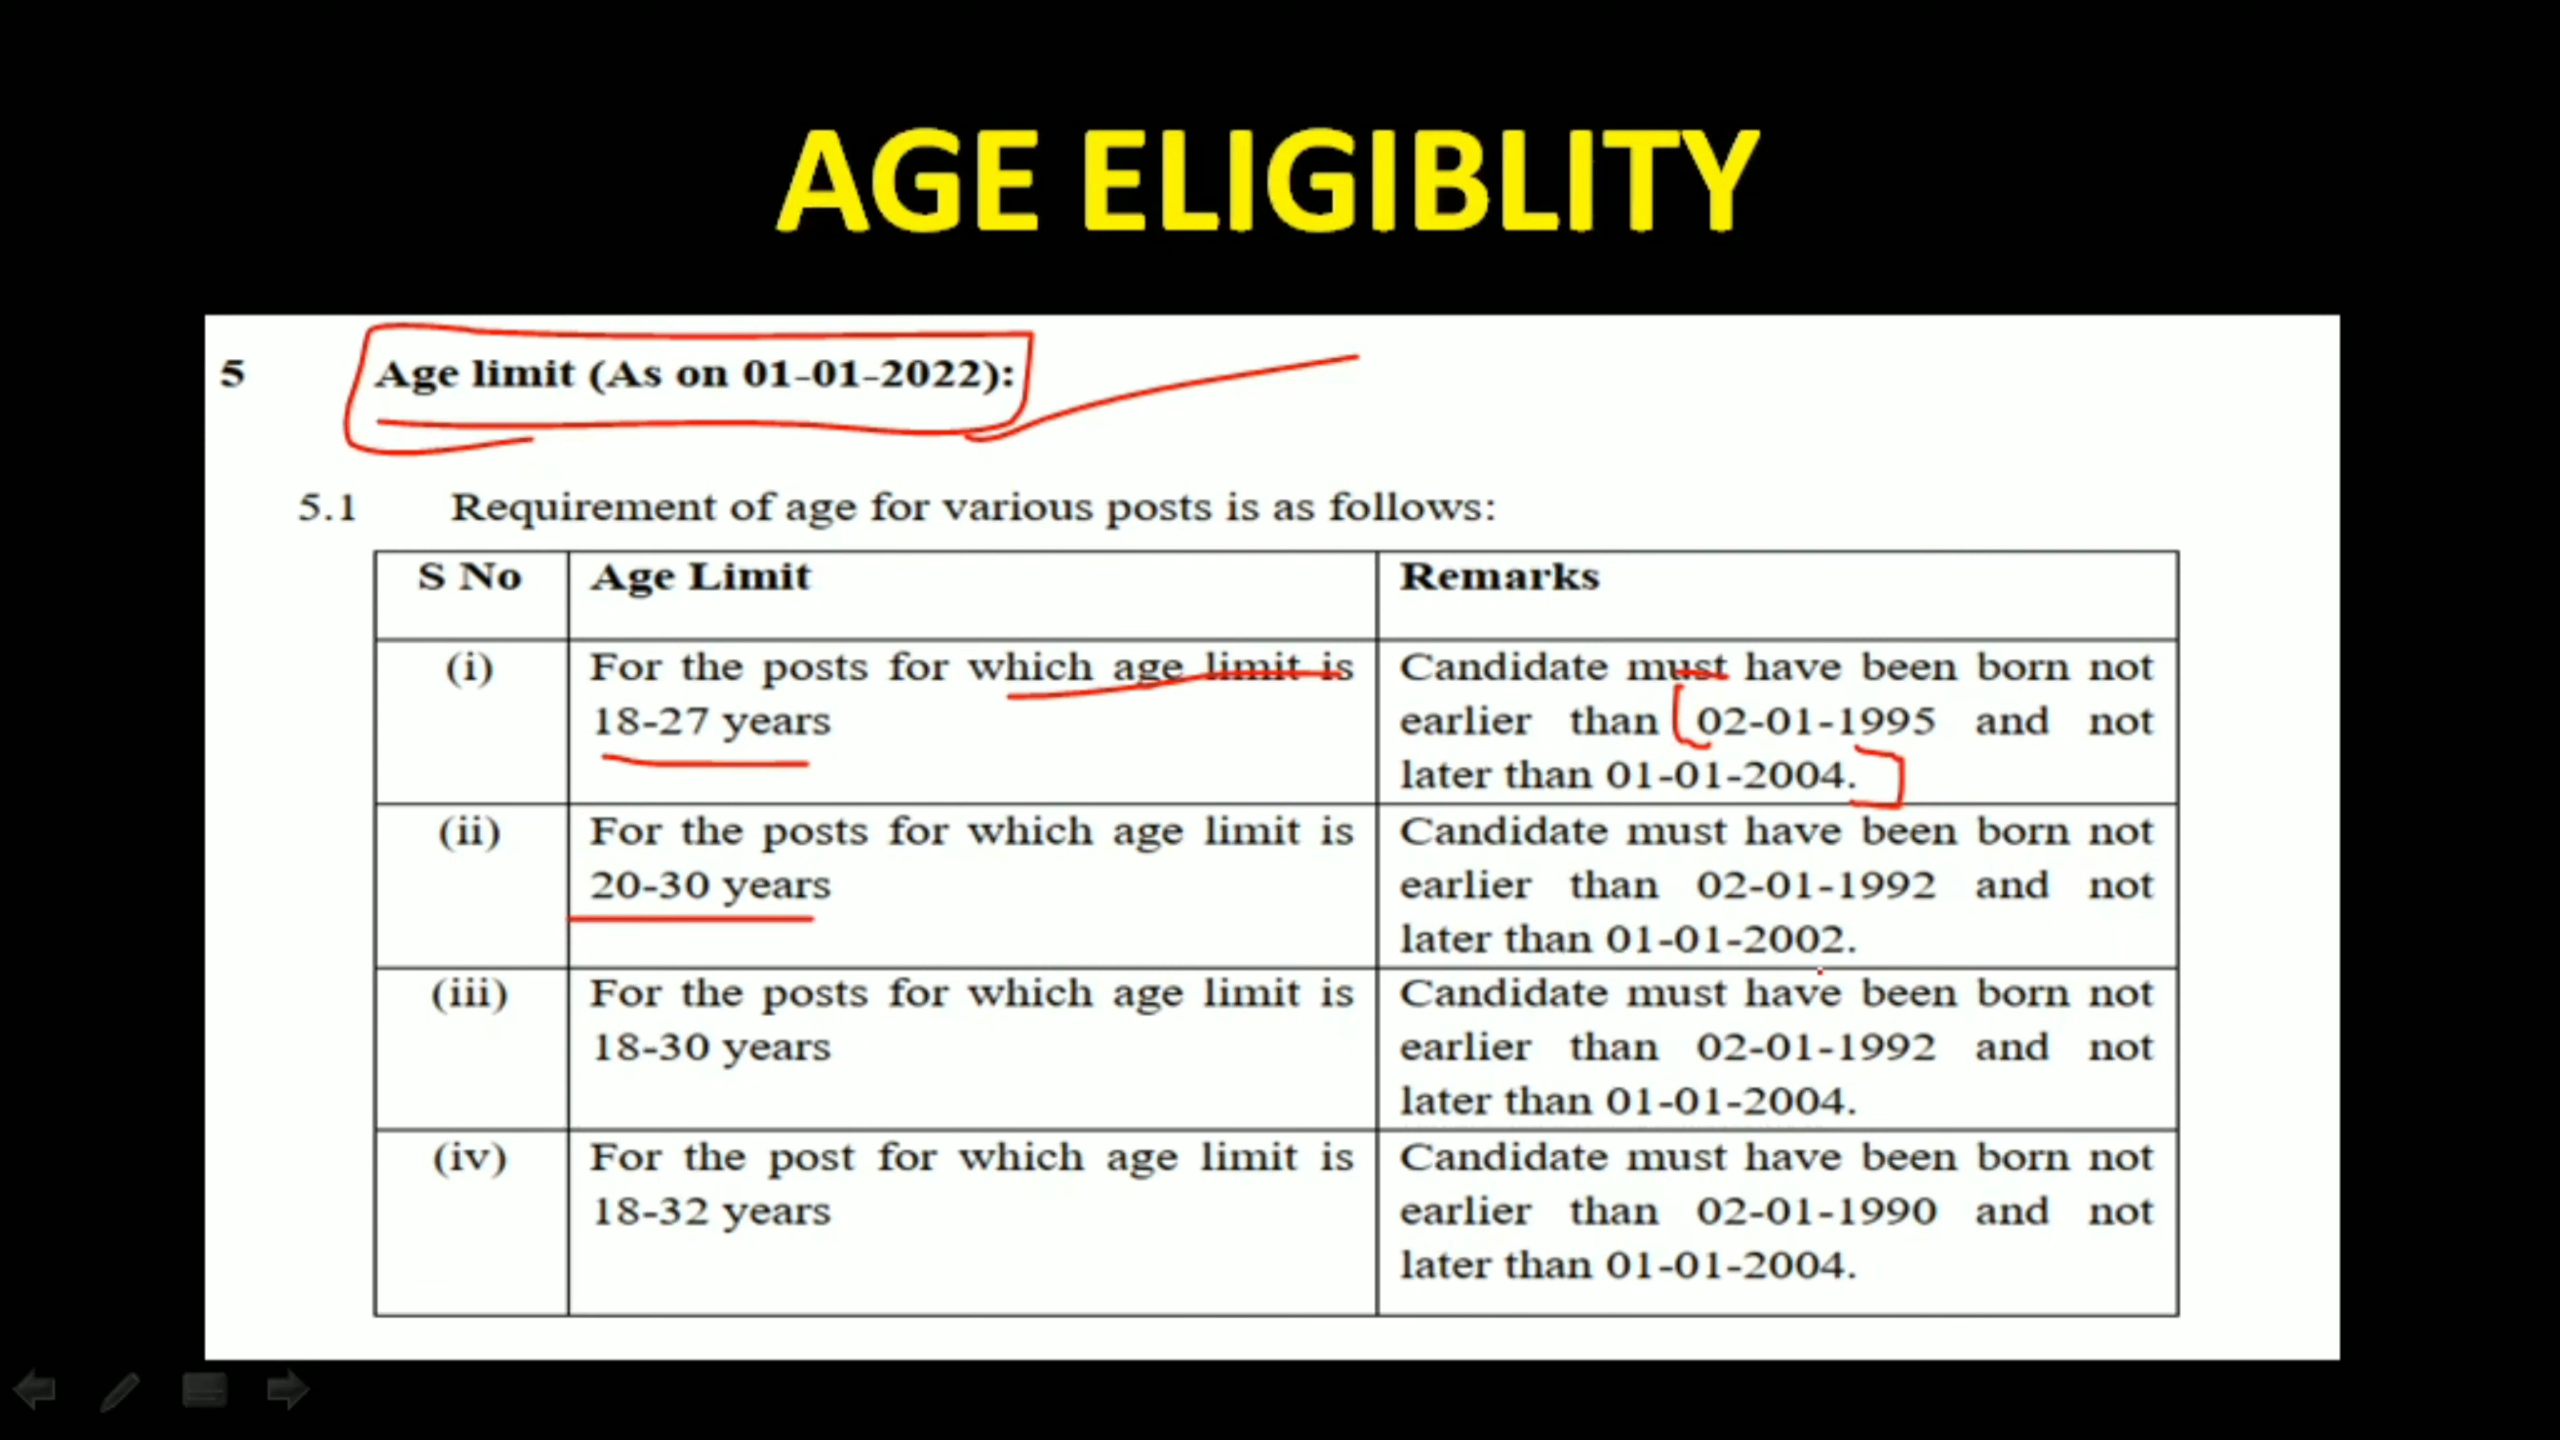 AGE ELIGIBLITY
5 Age limit (As on 01-01-2022):
5.1 Requirement of age for various posts is as follows:
S No Age Limit Remarks
(i) For the posts for which age limit is
18-27 years
Candidate must have been born not
earlier than 02-01-1995 and not
later than 01-01-2004.
(ii) For the posts for which age limit is
20-30 years
Candidate must have been born not
earlier than 02-01-1992 and not
later than 01-01-2002.
(iii) For the posts for which age limit is
18-30 years
Candidate must have been born not
earlier than 02-01-1992 and not
later than 01-01-2004.
(iv) For the post for which age limit is
18-32 years
Candidate must have been born not
earlier than 02-01-1990 and not
later than 01-01-2004.